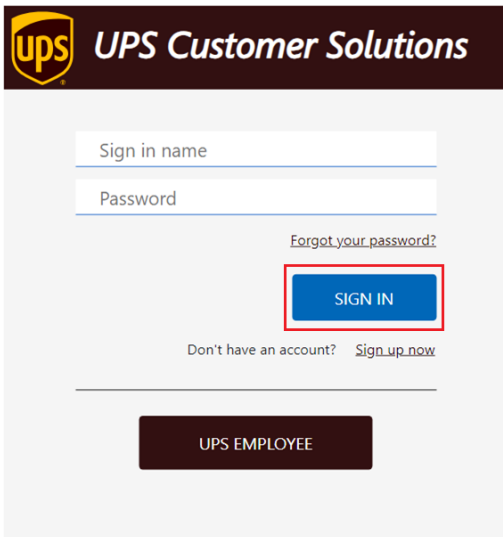 ups UPS Customer Solutions
Sign in name
Password
Forgot your password?
SIGN IN
Don't have an account? Sign up now
UPS EMPLOYEE